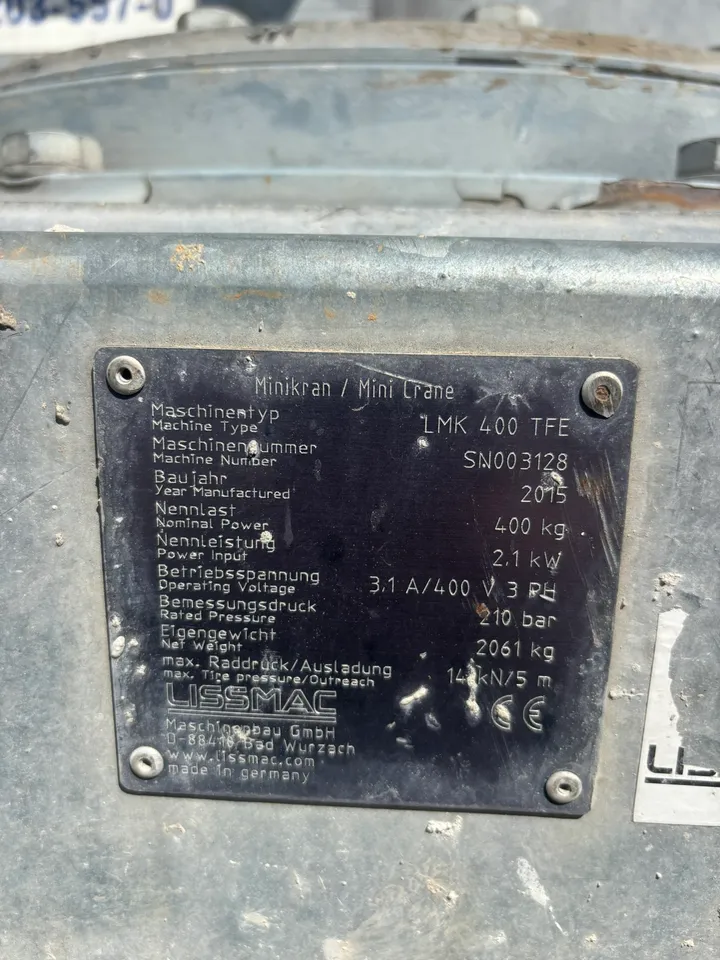 Minikran / Mini Crane
Maschinentyp
Machine Type
LMK 400 TFE
Maschinennummer
Machine Number
SN003128
Baujahr
Year Manufactured
2015
Nennlast
Nominal Power
400 kg
Nennleistung
Power Input
2,1 kW
Betriebsspannung
Operating Voltage
3,1 A/400 V 3 PH
Bemessungsdruck
Rated Pressure
210 bar
Eigengewicht
Net Weight
2061 kg
max. Raddruck/Ausladung
max. Tire pressure/Outreach
kN/5 m
LISSMAC
CE
Maschinenbau GmbH
D-88410 Bad Wurzach
www.lissmac.com
made in germany